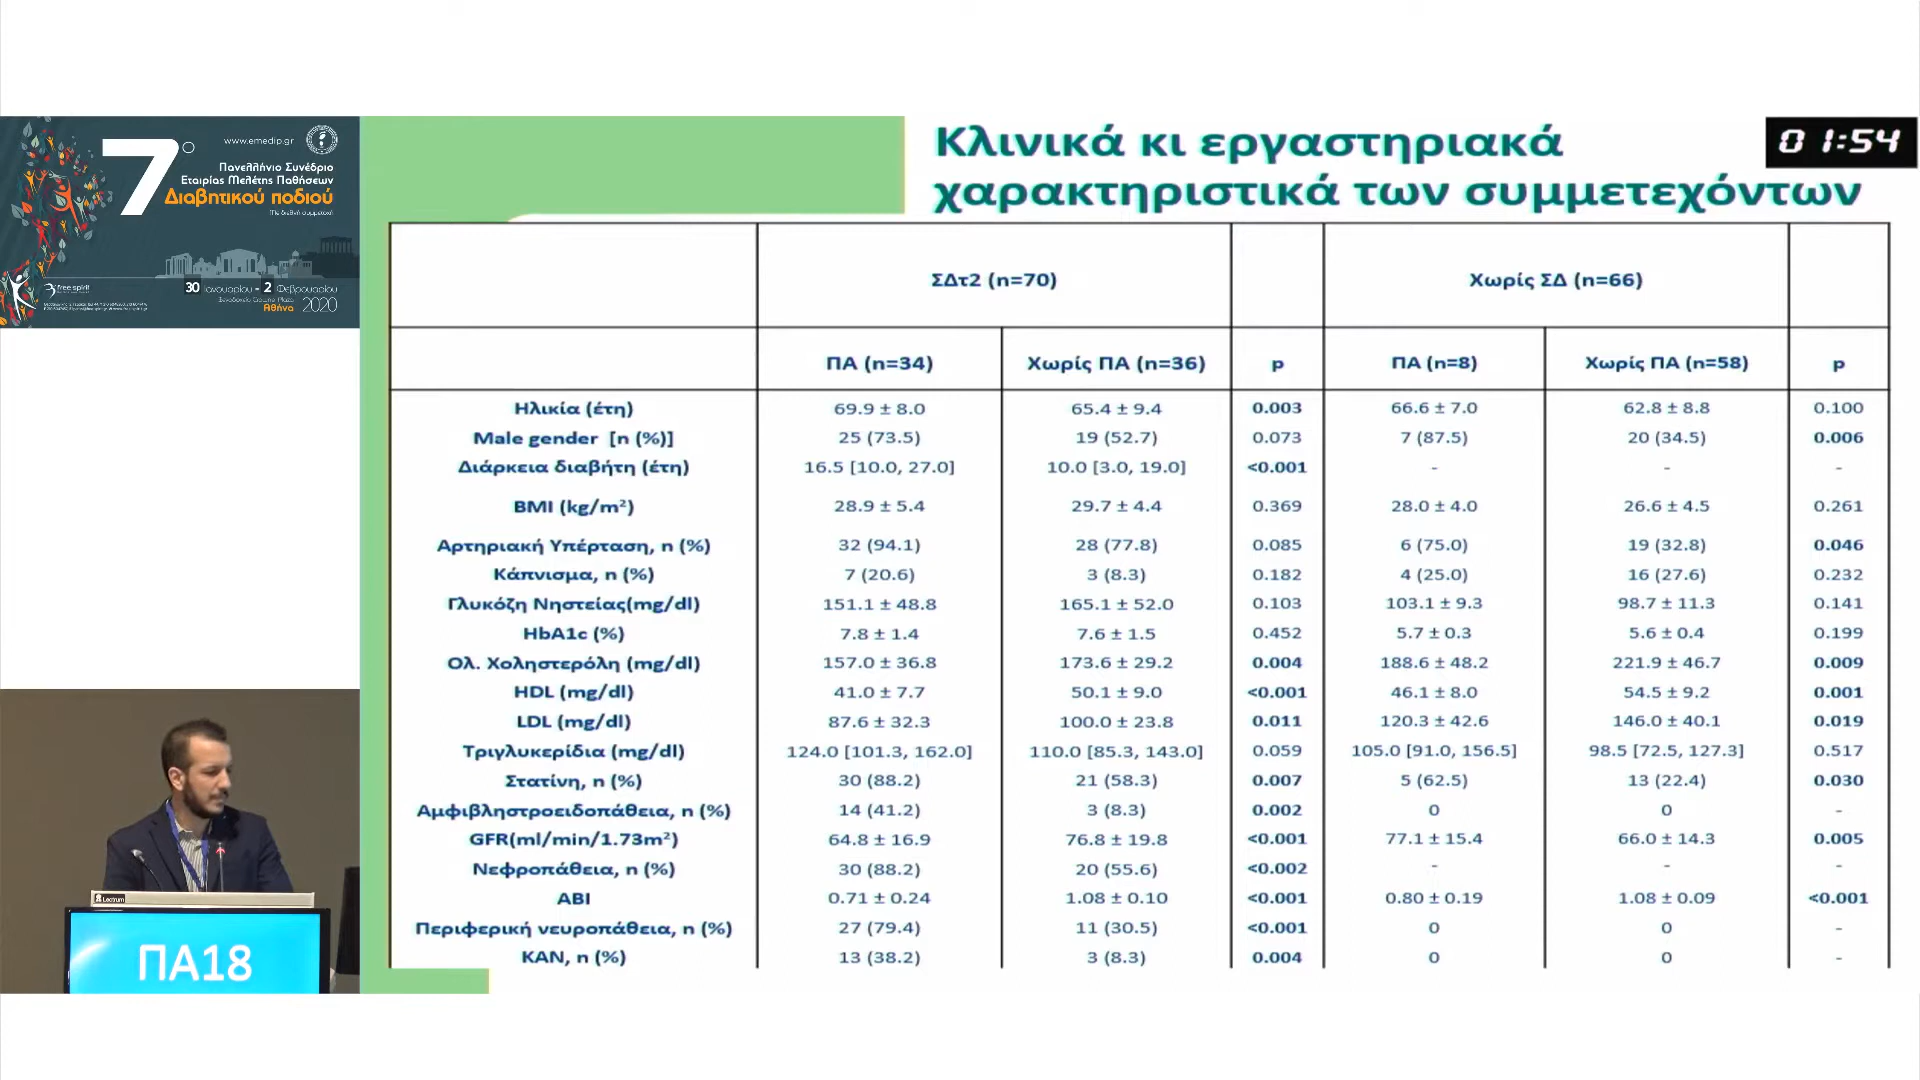 7°
www.emedip.gr
Πανελλήνιο Συνέδριο
Εταιρίας Μελέτης Παθήσεων
Διαβητικού ποδιού
Με διεθνή συμμετοχή
30 Ιανουαρίου - 2 Φεβρουαρίου
2020
Ξενοδοχείο Crowne Plaza
Αθήνα
free spirit
Κλινικά κι εργαστηριακά
χαρακτηριστικά των συμμετεχόντων
01:54
ΣΔτ2 (n=70) Χωρίς ΣΔ (n=66)
ΠΑ (n=34) Χωρίς ΠΑ (n=36) p ΠΑ (n=8) Χωρίς ΠΑ (n=58) p
Ηλικία (έτη) 69.9 ± 8.0 65.4 ± 9.4 0.003 66.6 ± 7.0 62.8 ± 8.8 0.100
Male gender [n (%)] 25 (73.5) 19 (52.7) 0.073 7 (87.5) 20 (34.5) 0.006
Διάρκεια διαβήτη (έτη) 16.5 [10.0, 27.0] 10.0 [3.0, 19.0] <0.001 - - -
BMI (kg/m²) 28.9 ± 5.4 29.7 ± 4.4 0.369 28.0 ± 4.0 26.6 ± 4.5 0.261
Αρτηριακή Υπέρταση, n (%) 32 (94.1) 28 (77.8) 0.085 6 (75.0) 19 (32.8) 0.046
Κάπνισμα, n (%) 7 (20.6) 3 (8.3) 0.182 4 (25.0) 16 (27.6) 0.232
Γλυκόζη Νηστείας(mg/dl) 151.1 ± 48.8 165.1 ± 52.0 0.103 103.1 ± 9.3 98.7 ± 11.3 0.141
HbA1c (%) 7.8 ± 1.4 7.6 ± 1.5 0.452 5.7 ± 0.3 5.6 ± 0.4 0.199
Ολ. Χοληστερόλη (mg/dl) 157.0 ± 36.8 173.6 ± 29.2 0.004 188.6 ± 48.2 221.9 ± 46.7 0.009
HDL (mg/dl) 41.0 ± 7.7 50.1 ± 9.0 <0.001 46.1 ± 8.0 54.5 ± 9.2 0.001
LDL (mg/dl) 87.6 ± 32.3 100.0 ± 23.8 0.011 120.3 ± 42.6 146.0 ± 40.1 0.019
Τριγλυκερίδια (mg/dl) 124.0 [101.3, 162.0] 110.0 [85.3, 143.0] 0.059 105.0 [91.0, 156.5] 98.5 [72.5, 127.3] 0.517
Στατίνη, n (%) 30 (88.2) 21 (58.3) 0.007 5 (62.5) 13 (22.4) 0.030
Αμφιβληστροειδοπάθεια, n (%) 14 (41.2) 3 (8.3) 0.002 0 0 -
GFR(ml/min/1.73m²) 64.8 ± 16.9 76.8 ± 19.8 <0.001 77.1 ± 15.4 66.0 ± 14.3 0.005
Νεφροπάθεια, n (%) 30 (88.2) 20 (55.6) <0.002 - - -
ABI 0.71 ± 0.24 1.08 ± 0.10 <0.001 0.80 ± 0.19 1.08 ± 0.09 <0.001
Περιφερική νευροπάθεια, n (%) 27 (79.4) 11 (30.5) <0.001 0 0 -
ΚΑΝ, n (%) 13 (38.2) 3 (8.3) 0.004 0 0 -
Lectrum
ΠΑ18